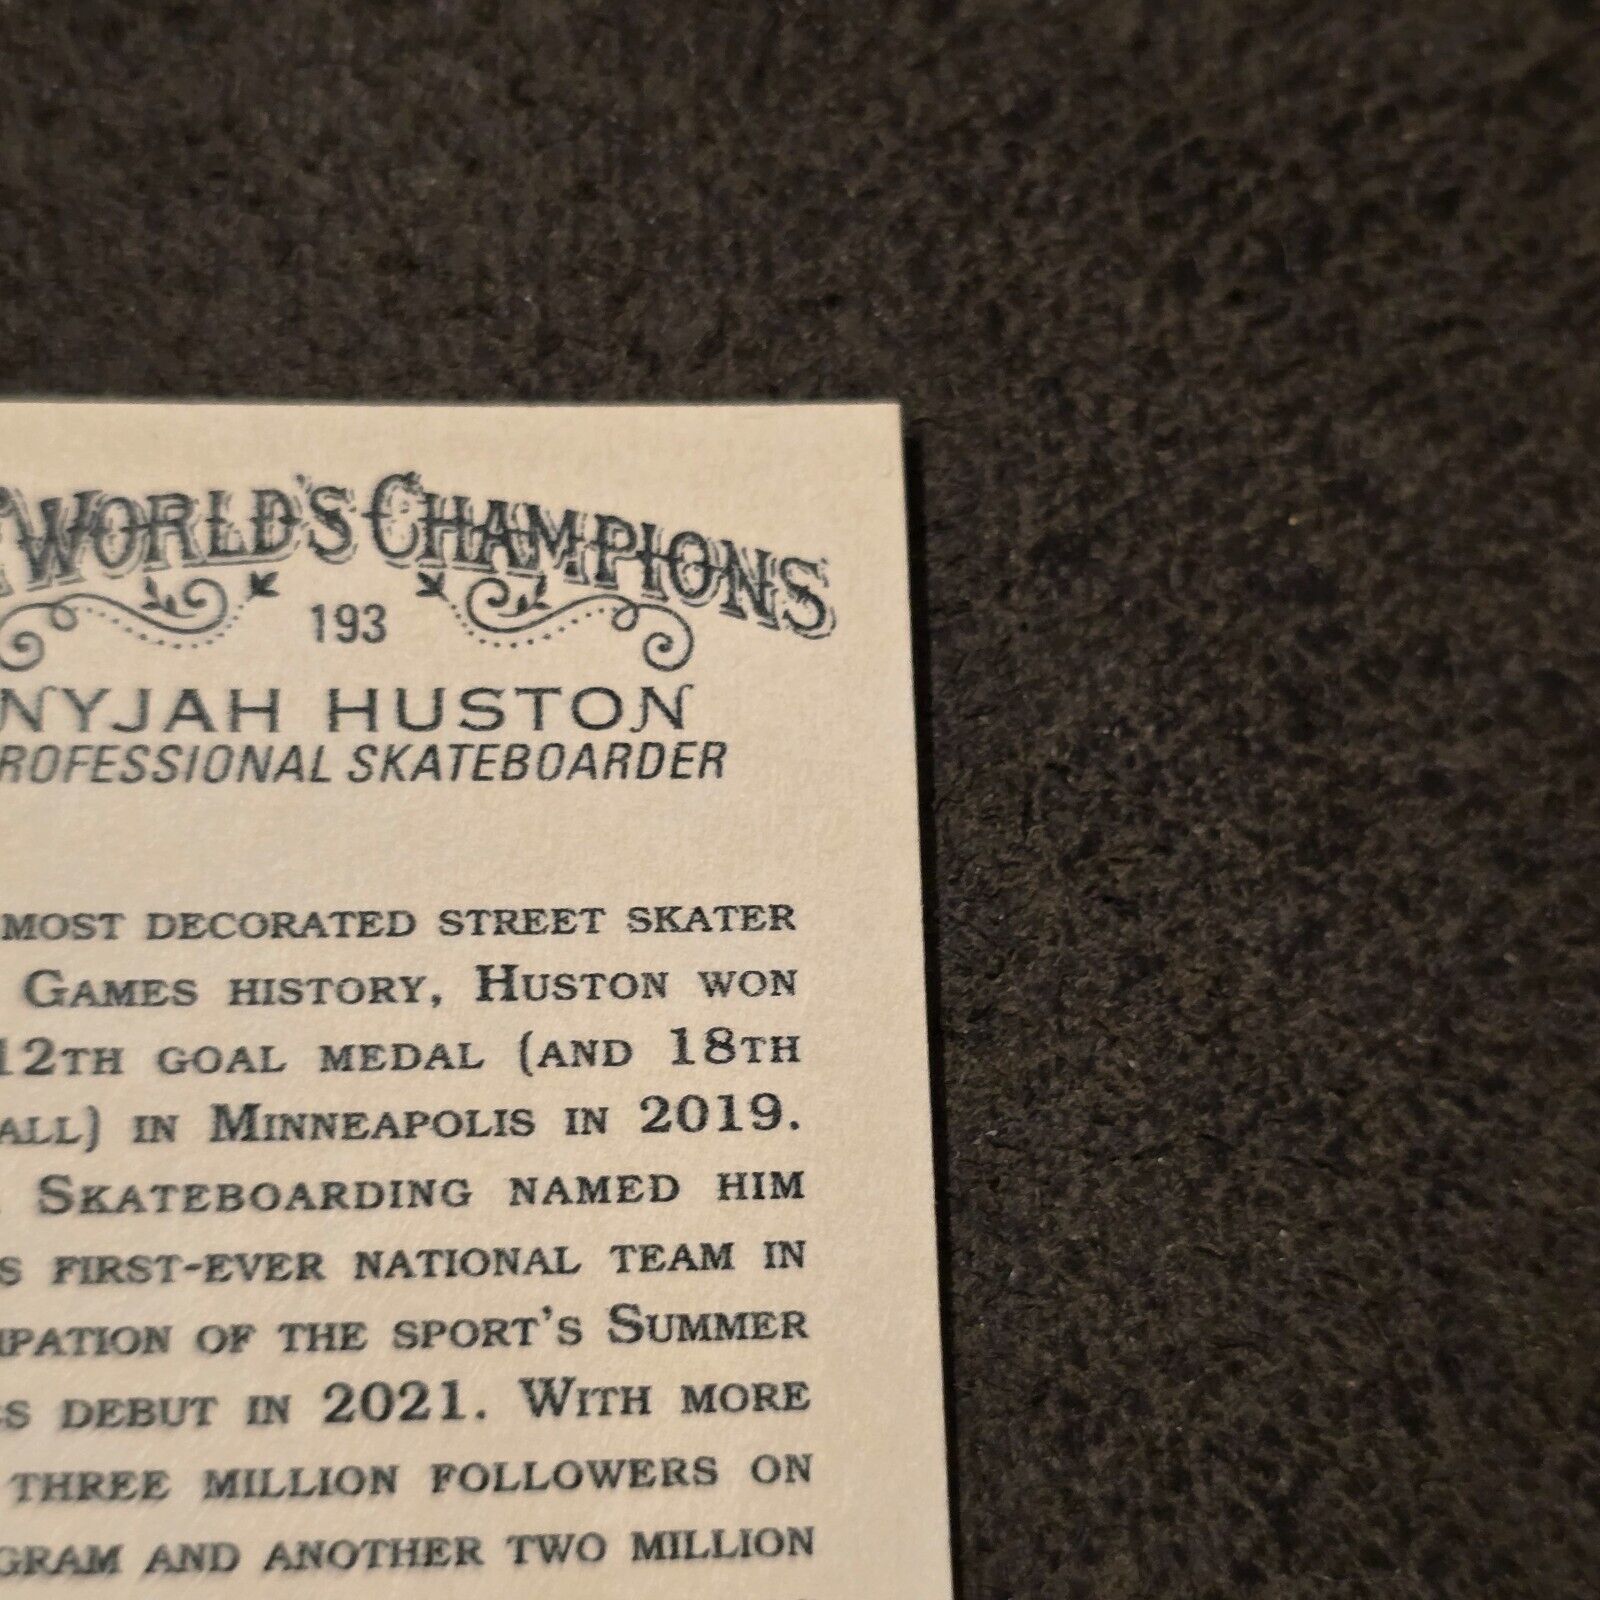 WORLD'S CHAMPIONS
193
NYJAH HUSTON
ROFESSIONAL SKATEBOARDER
MOST DECORATED STREET SKATER
GAMES HISTORY, HUSTON WON
12TH GOAL MEDAL (AND 18TH
ALL) IN MINNEAPOLIS IN 2019.
SKATEBOARDING NAMED HIM
S FIRST-EVER NATIONAL TEAM IN
IPATION OF THE SPORT'S SUMMER
ES DEBUT IN 2021. WITH MORE
THREE MILLION FOLLOWERS ON
GRAM AND ANOTHER TWO MILLION